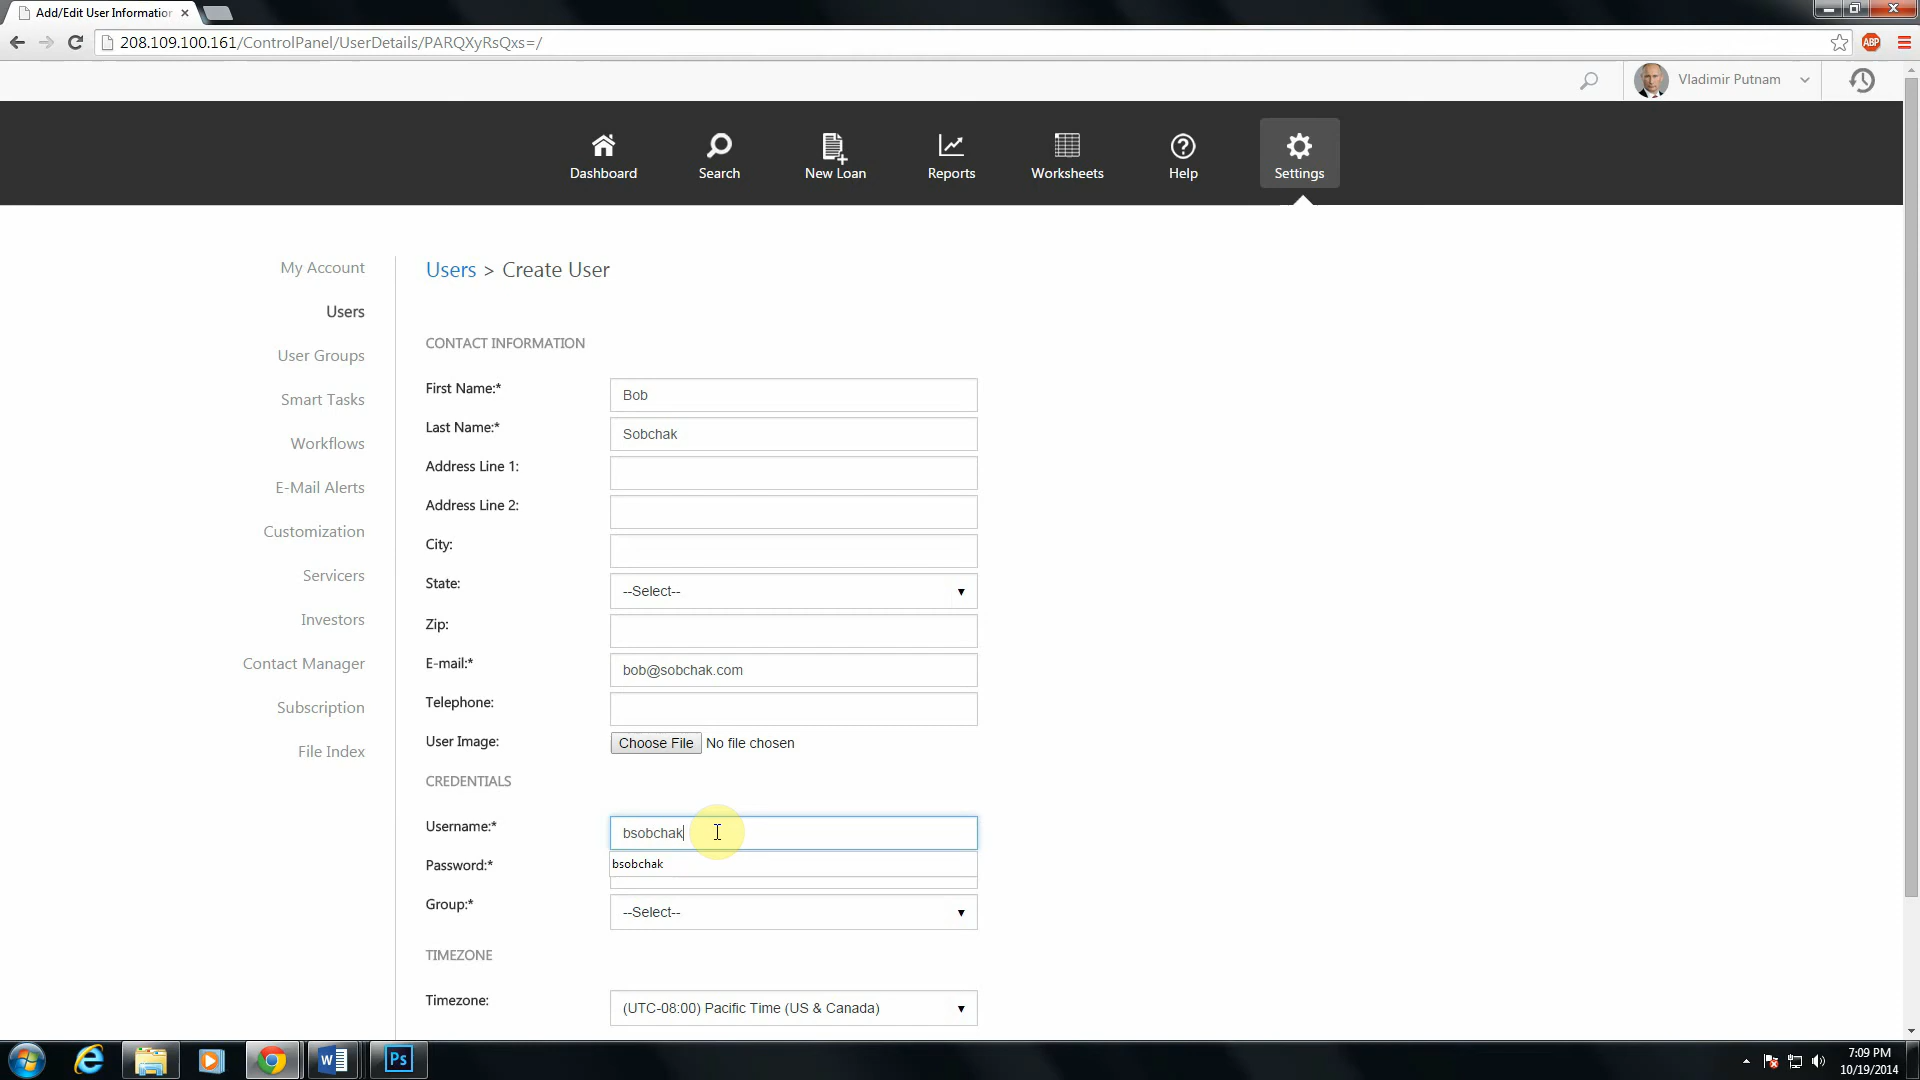 Add/Edit User Information
208.109.100.161/ControlPanel/UserDetails/PARQXyRsQxs=/
ABP
Vladimir Putnam
Dashboard
Search
New Loan
Reports
Worksheets
Help
Settings
My Account
Users
User Groups
Smart Tasks
Workflows
E-Mail Alerts
Customization
Servicers
Investors
Contact Manager
Subscription
File Index
Users > Create User
CONTACT INFORMATION
First Name:* Bob
Last Name:* Sobchak
Address Line 1:
Address Line 2:
City:
State: --Select--
Zip:
E-mail:* bob@sobchak.com
Telephone:
User Image: Choose File No file chosen
CREDENTIALS
Username:* bsobchak
bsobchak
Password:*
Group:* --Select--
TIMEZONE
Timezone: (UTC-08:00) Pacific Time (US & Canada)
W
Ps
7:09 PM
10/19/2014